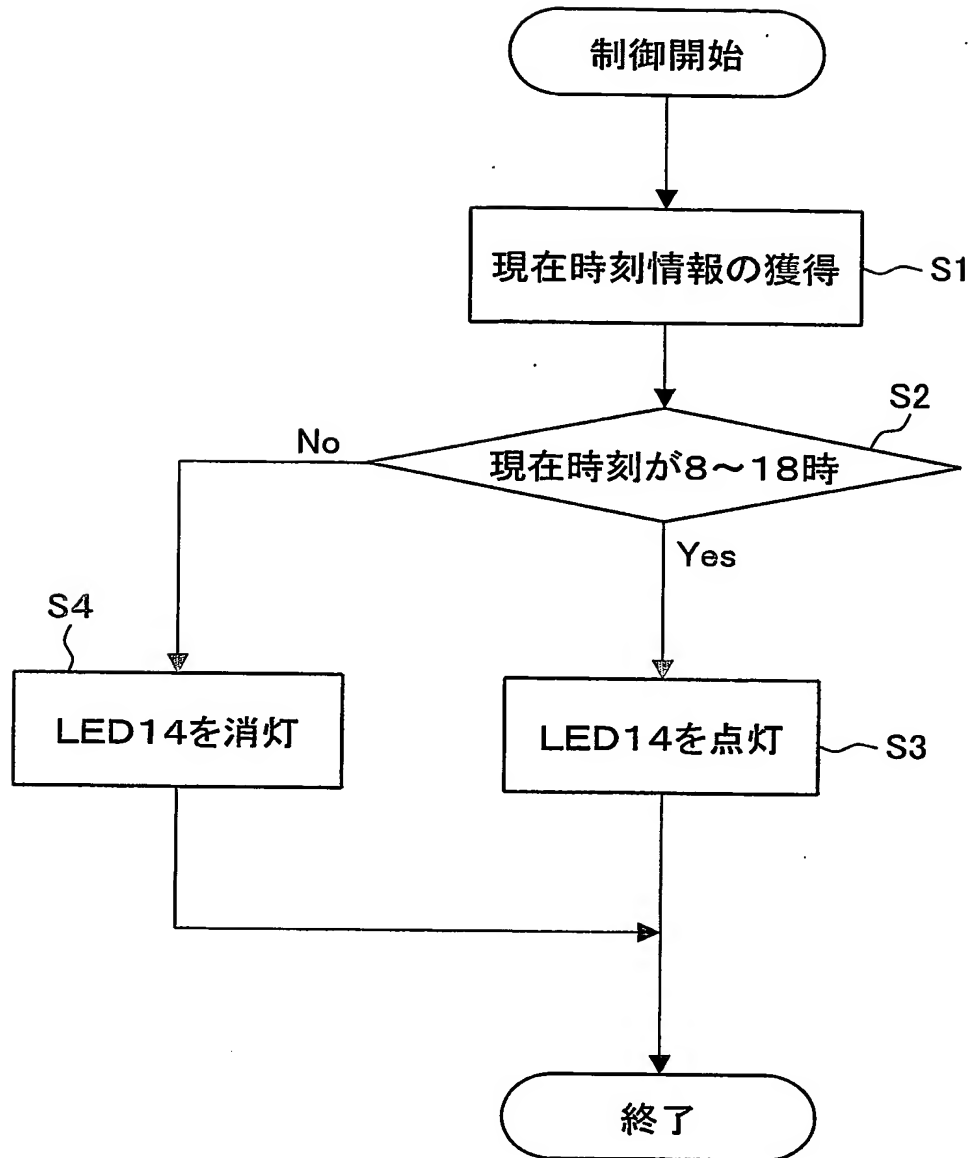 制御開始
現在時刻情報の獲得
S1
S2
現在時刻が8～18時
No
Yes
S4
LED14を消灯
LED14を点灯
S3
終了